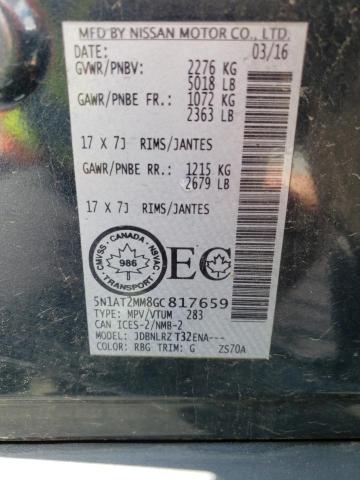 MFD BY NISSAN MOTOR CO., LTD.
DATE: 03/16
GVWR/PNBV: 2276 KG
5018 LB
GAWR/PNBE FR: 1072 KG
2363 LB
17 X 7J RIMS/JANTES
GAWR/PNBE RR: 1215 KG
2679 LB
17 X 7J RIMS/JANTES
CANADA
CMVSS NSVAC
986
TRANSPORT
EC
5N1AT2MM8GC817659
TYPE: MPV/VTUM 283
CAN ICES-2/NMB-2
MODEL: JDBNLRZ T32ENA---
COLOR: RBG TRIM: G ZS70A